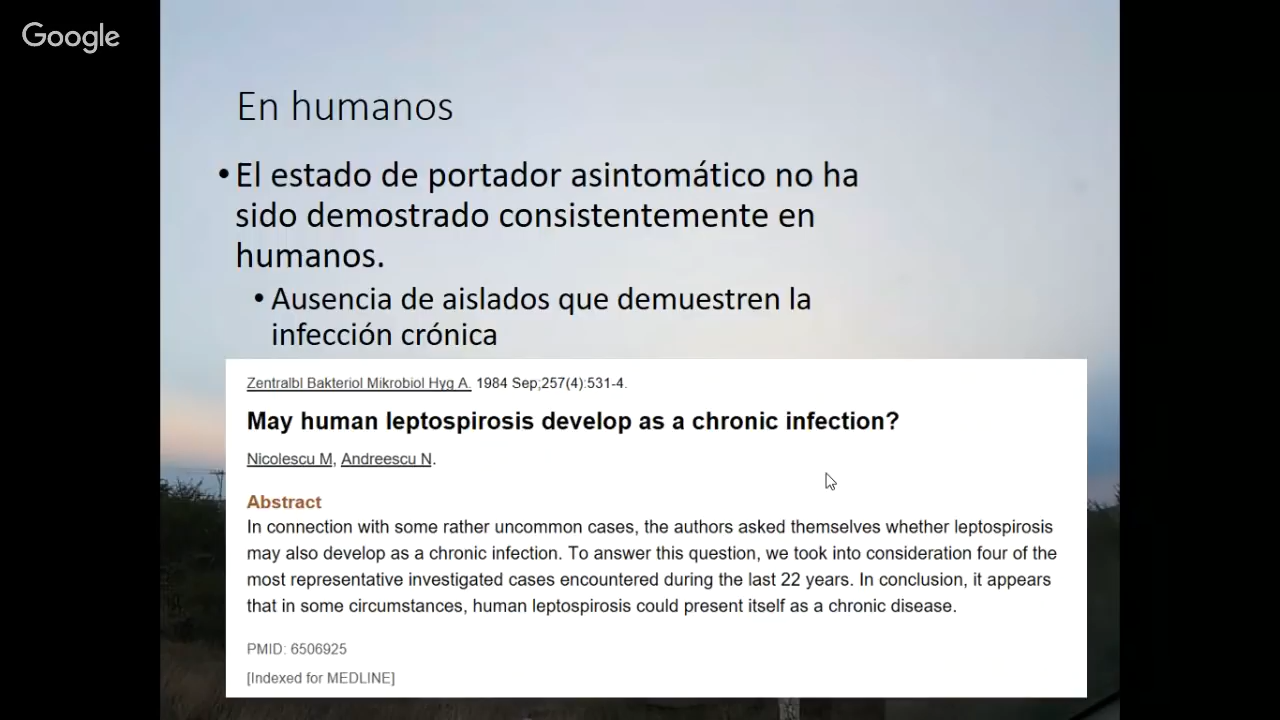 Google
En humanos
• El estado de portador asintomático no ha
sido demostrado consistentemente en
humanos.
• Ausencia de aislados que demuestren la
infección crónica
Zentralbl Bakteriol Mikrobiol Hyg A. 1984 Sep;257(4):531-4.
May human leptospirosis develop as a chronic infection?
Nicolescu M, Andreescu N.
Abstract
In connection with some rather uncommon cases, the authors asked themselves whether leptospirosis
may also develop as a chronic infection. To answer this question, we took into consideration four of the
most representative investigated cases encountered during the last 22 years. In conclusion, it appears
that in some circumstances, human leptospirosis could present itself as a chronic disease.
PMID: 6506925
[Indexed for MEDLINE]